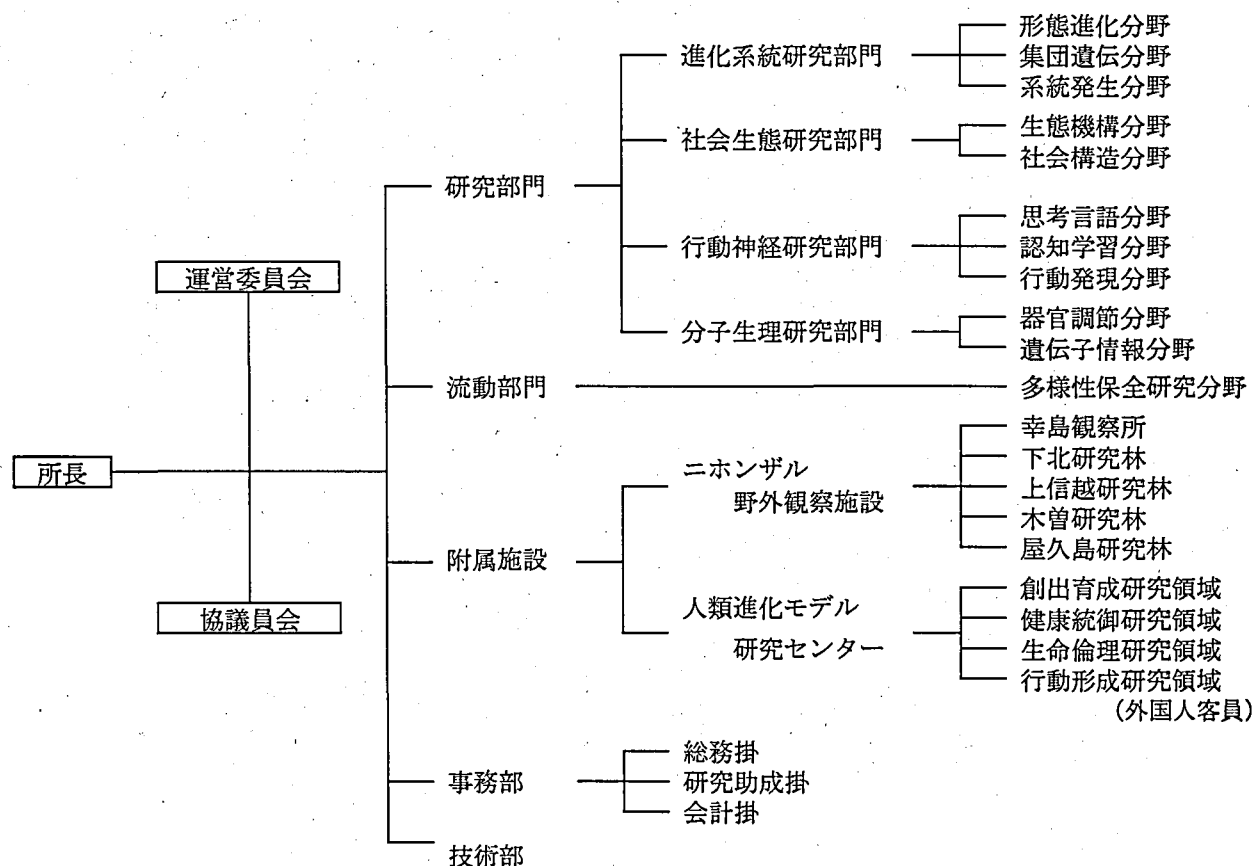 所長
運営委員会
協議員会
研究部門
進化系統研究部門
形態進化分野
集団遺伝分野
系統発生分野
社会生態研究部門
生態機構分野
社会構造分野
行動神経研究部門
思考言語分野
認知学習分野
行動発現分野
分子生理研究部門
器官調節分野
遺伝子情報分野
流動部門
多様性保全研究分野
附属施設
ニホンザル
野外観察施設
幸島観察所
下北研究林
上信越研究林
木曽研究林
屋久島研究林
人類進化モデル
研究センター
創出育成研究領域
健康統御研究領域
生命倫理研究領域
行動形成研究領域
(外国人客員)
事務部
総務掛
研究助成掛
会計掛
技術部